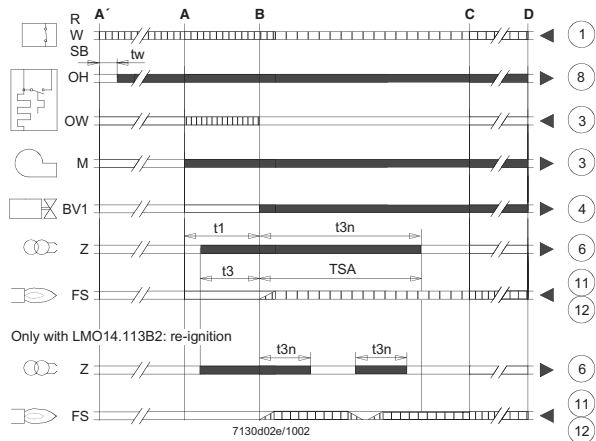 A´ A B C D
R
W 1
SB
tw
OH 8
OW 3
M 3
BV1 4
t1 t3n
Z 6
t3 TSA
FS 11
12
Only with LMO14.113B2: re-ignition
t3n t3n
Z 6
FS 11
12
7130d02e/1002